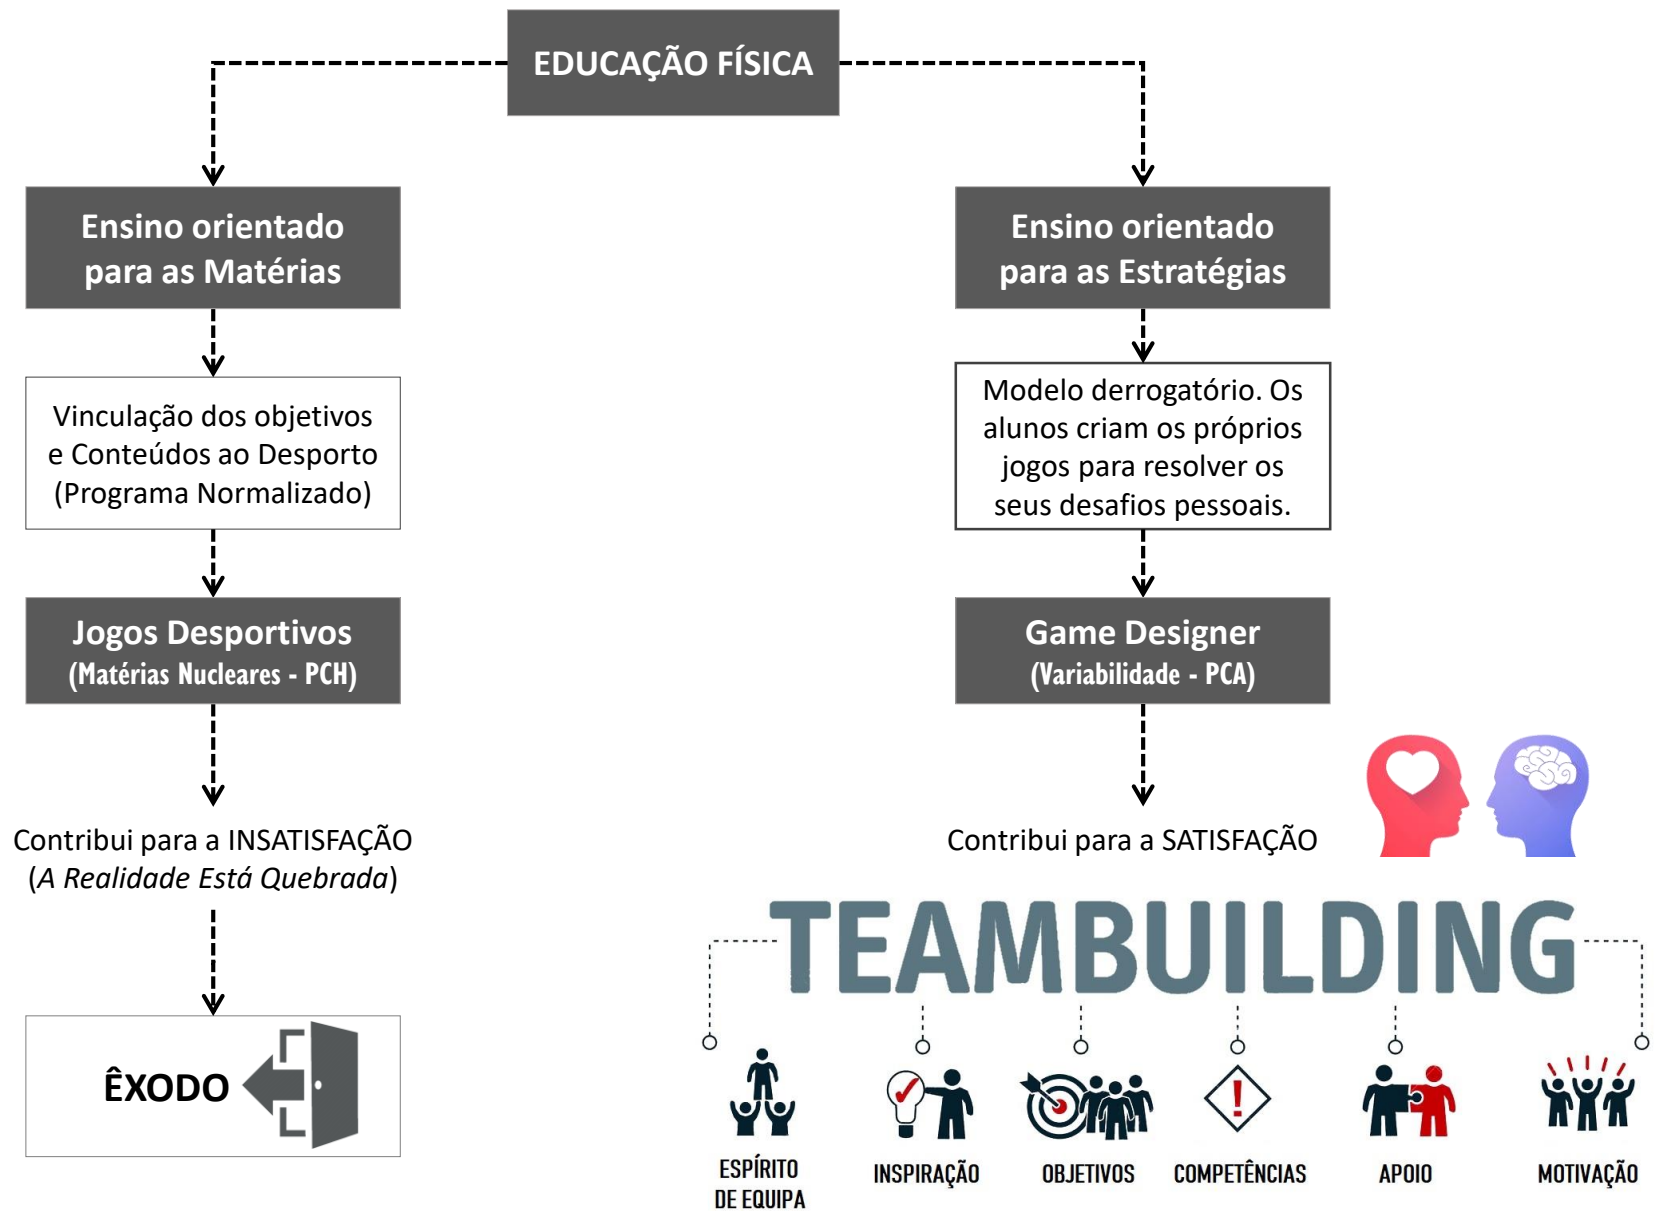 EDUCAÇÃO FÍSICA
Ensino orientado
para as Matérias
Vinculação dos objetivos
e Conteúdos ao Desporto
(Programa Normalizado)
Jogos Desportivos
(Matérias Nucleares - PCH)
Contribui para a INSATISFAÇÃO
(A Realidade Está Quebrada)
ÊXODO
Ensino orientado
para as Estratégias
Modelo derrogatório. Os
alunos criam os próprios
jogos para resolver os
seus desafios pessoais.
Game Designer
(Variabilidade - PCA)
Contribui para a SATISFAÇÃO
TEAMBUILDING
ESPÍRITO
DE EQUIPA
INSPIRAÇÃO
OBJETIVOS
COMPETÊNCIAS
APOIO
MOTIVAÇÃO